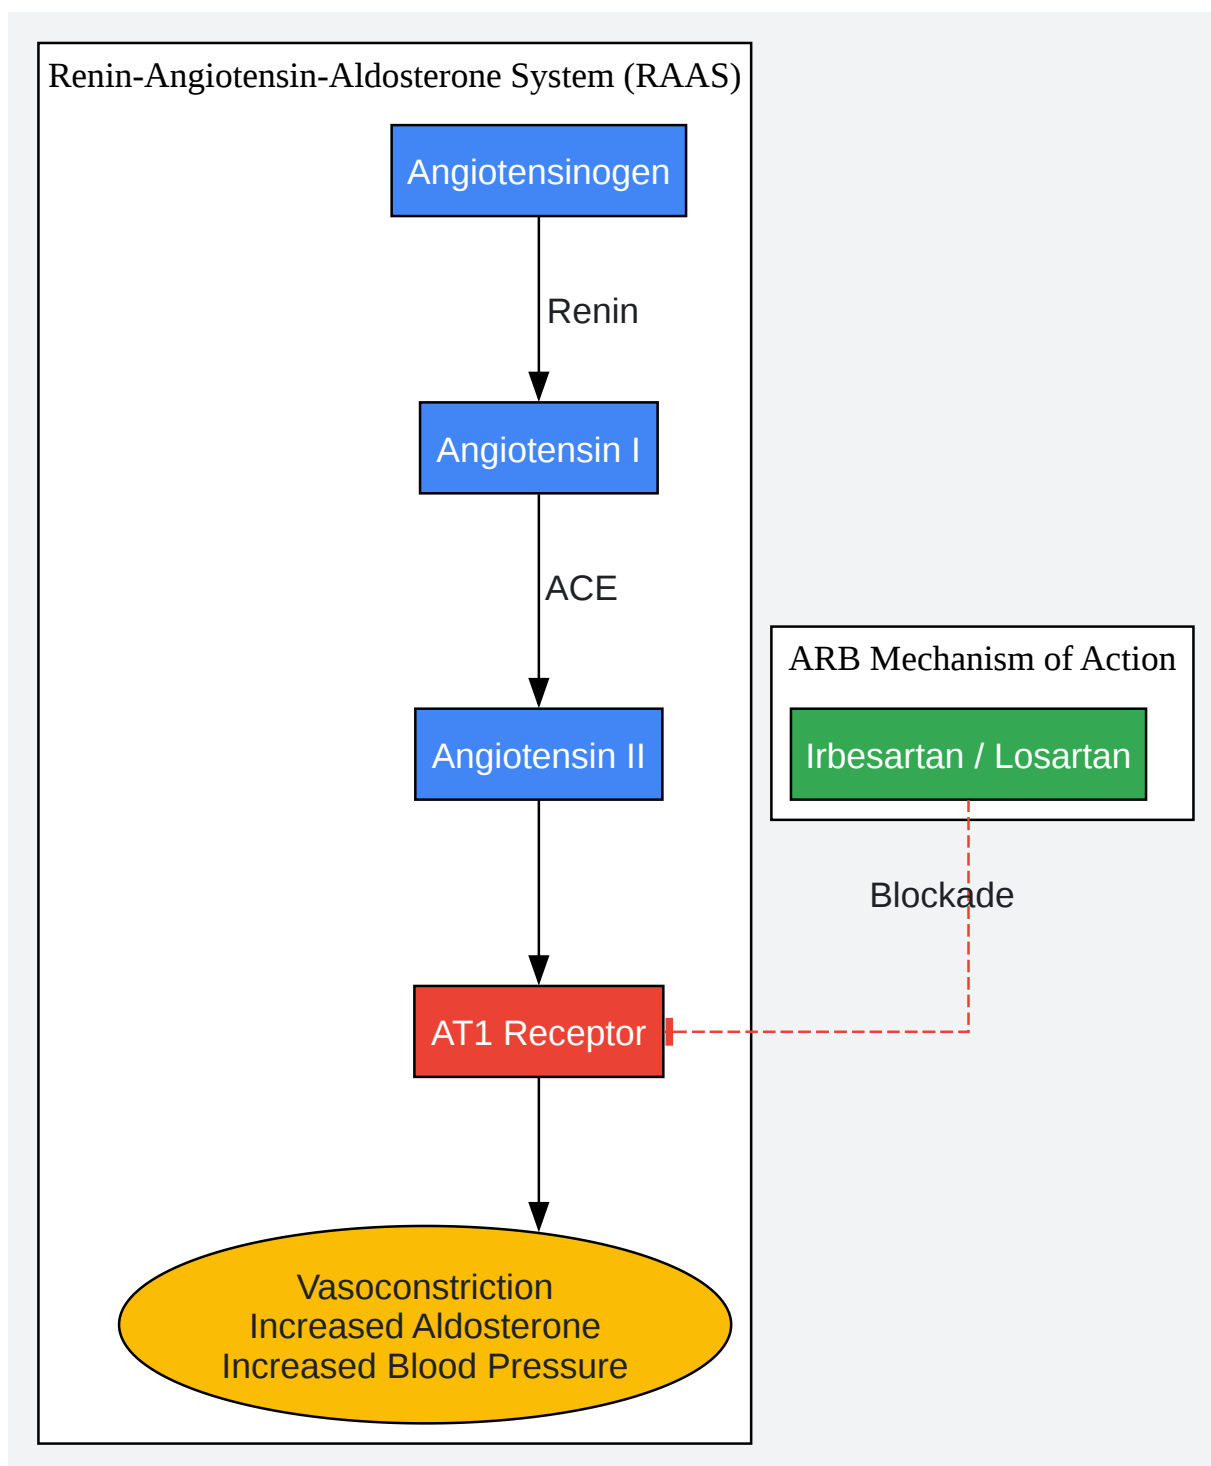 Renin-Angiotensin-Aldosterone System (RAAS)
Angiotensinogen
Renin
Angiotensin I
ACE
Angiotensin II
ARB Mechanism of Action
Irbesartan / Losartan
Blockade
AT1 Receptor
Vasoconstriction
Increased Aldosterone
Increased Blood Pressure